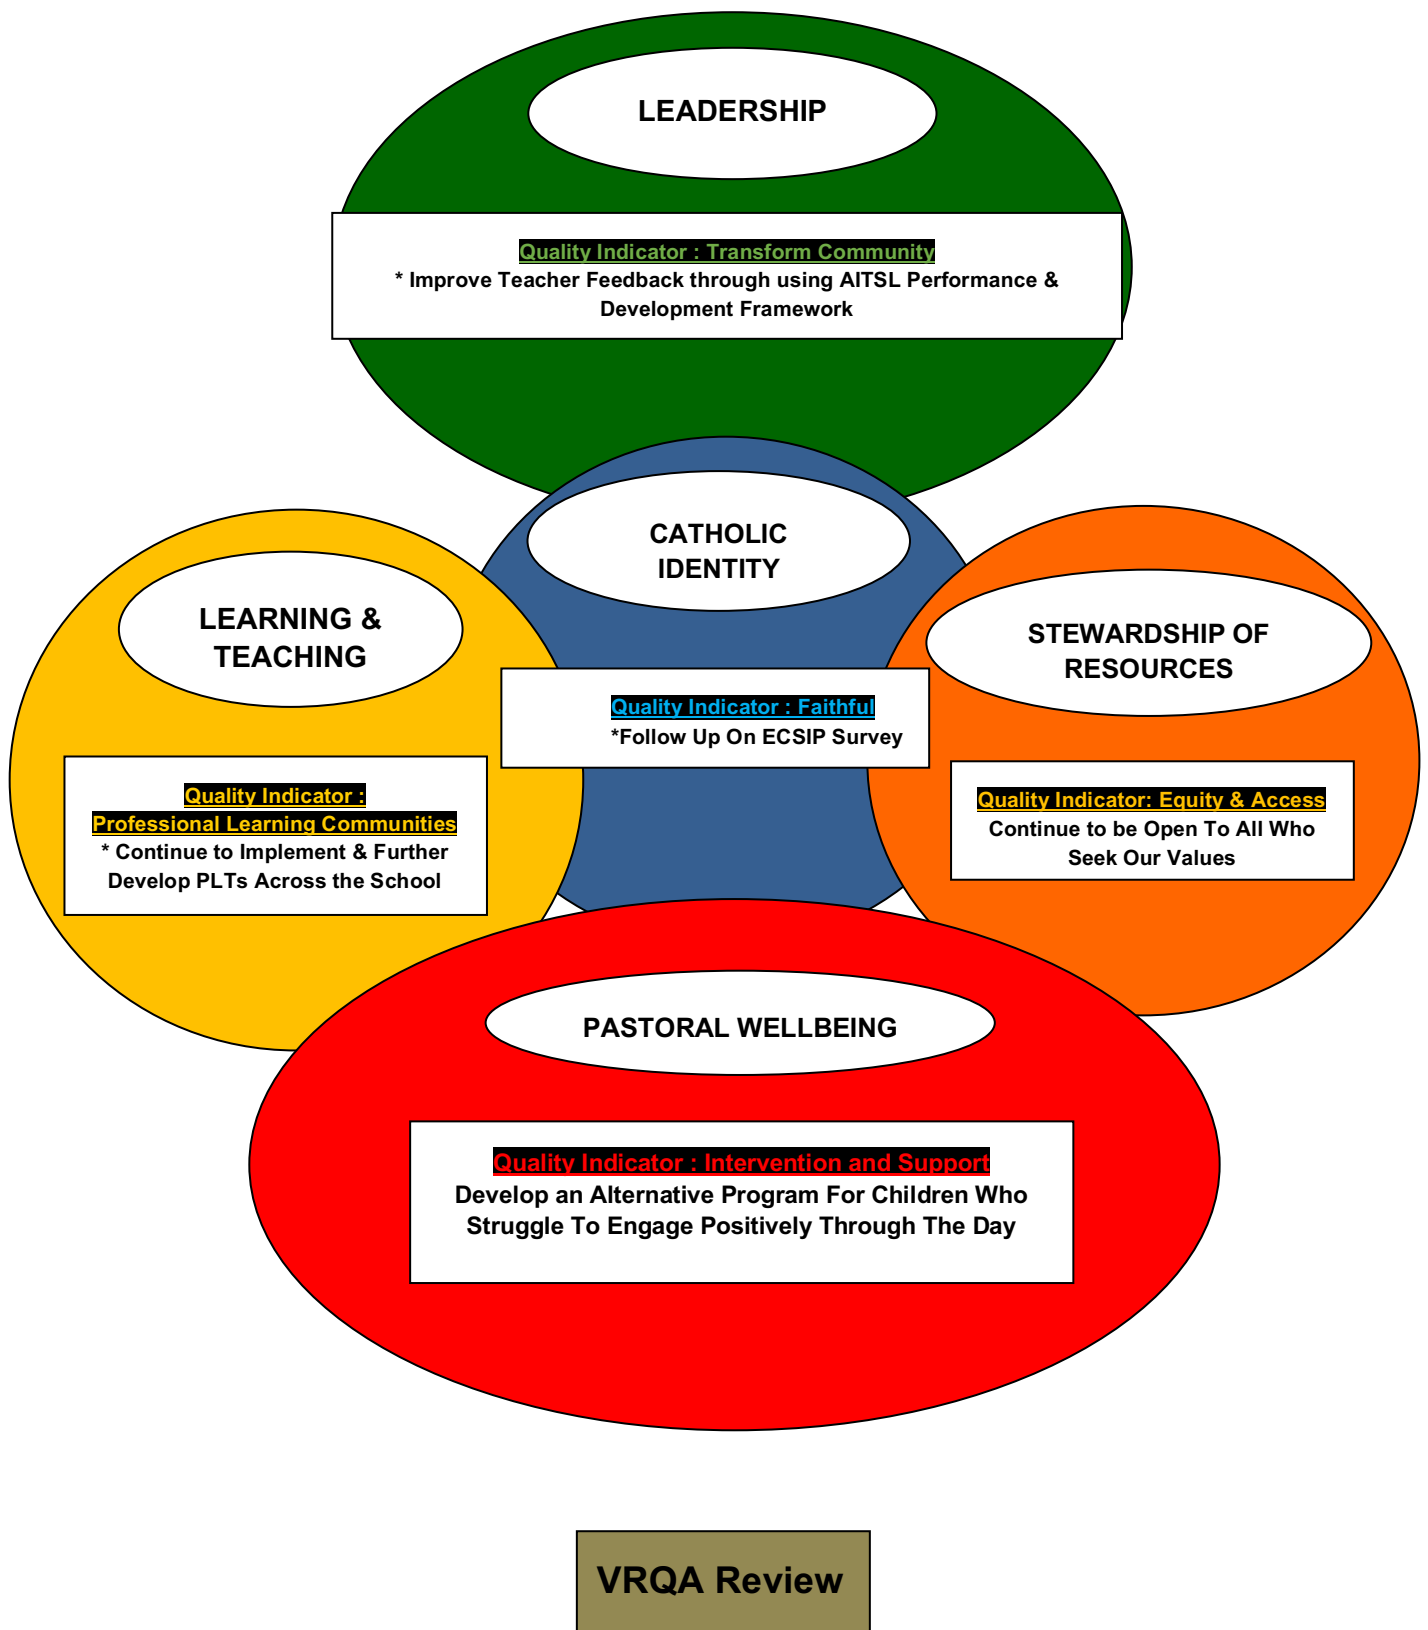 LEADERSHIP
Quality Indicator : Transform Community
* Improve Teacher Feedback through using AITSL Performance &
Development Framework
CATHOLIC
IDENTITY
Quality Indicator : Faithful
*Follow Up On ECSIP Survey
LEARNING &
TEACHING
Quality Indicator :
Professional Learning Communities
* Continue to Implement & Further
Develop PLTs Across the School
STEWARDSHIP OF
RESOURCES
Quality Indicator: Equity & Access
Continue to be Open To All Who
Seek Our Values
PASTORAL WELLBEING
Quality Indicator : Intervention and Support
Develop an Alternative Program For Children Who
Struggle To Engage Positively Through The Day
VRQA Review